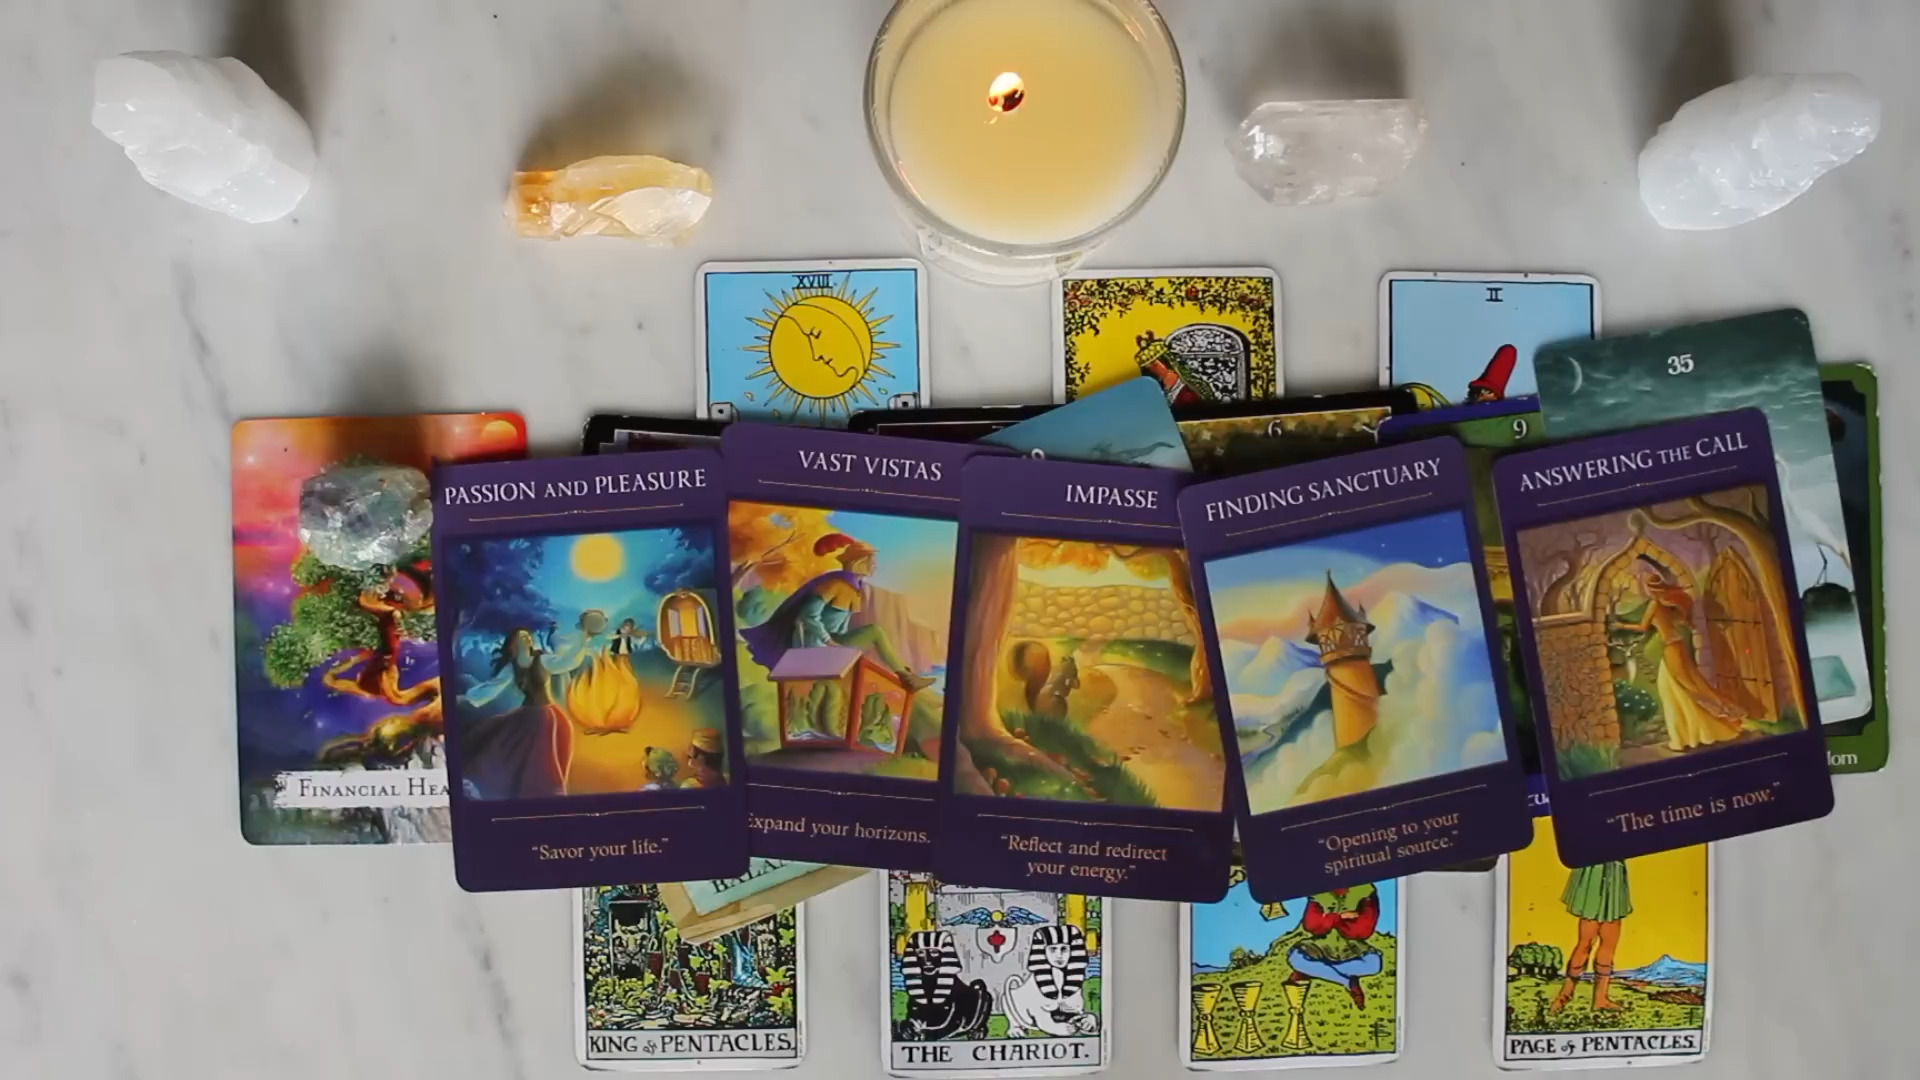 XVIII
II
35
6
9
PASSION AND PLEASURE
VAST VISTAS
IMPASSE
FINDING SANCTUARY
ANSWERING THE CALL
FINANCIAL HEA
"Savor your life."
Expand your horizons.
"Reflect and redirect
your energy."
"Opening to your
spiritual source."
"The time is now."
KING of PENTACLES.
THE CHARIOT.
PAGE of PENTACLES.